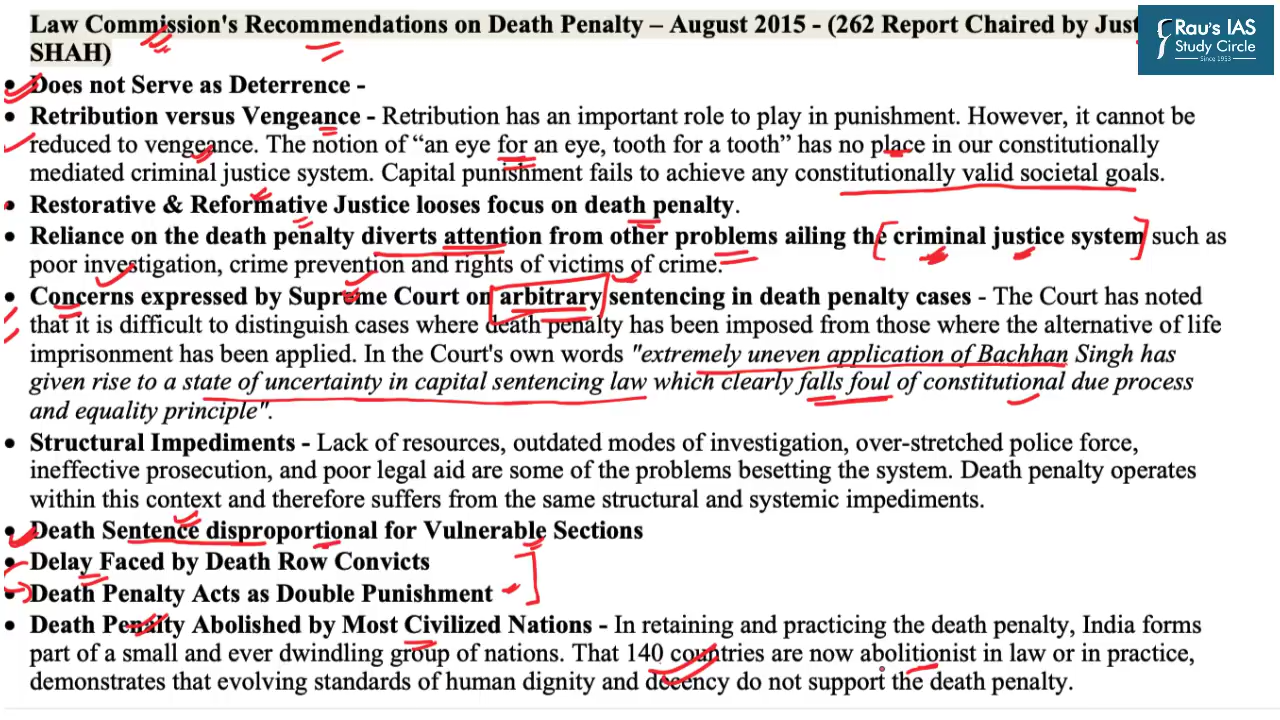 Law Commission's Recommendations on Death Penalty – August 2015 - (262 Report Chaired by Just
SHAH)
Rau's IAS
Study Circle
Since 1953
• Does not Serve as Deterrence -
• Retribution versus Vengeance - Retribution has an important role to play in punishment. However, it cannot be
reduced to vengeance. The notion of “an eye for an eye, tooth for a tooth” has no place in our constitutionally
mediated criminal justice system. Capital punishment fails to achieve any constitutionally valid societal goals.
• Restorative & Reformative Justice looses focus on death penalty.
• Reliance on the death penalty diverts attention from other problems ailing the criminal justice system such as
poor investigation, crime prevention and rights of victims of crime.
• Concerns expressed by Supreme Court on arbitrary sentencing in death penalty cases - The Court has noted
that it is difficult to distinguish cases where death penalty has been imposed from those where the alternative of life
imprisonment has been applied. In the Court's own words "extremely uneven application of Bachhan Singh has
given rise to a state of uncertainty in capital sentencing law which clearly falls foul of constitutional due process
and equality principle".
• Structural Impediments - Lack of resources, outdated modes of investigation, over-stretched police force,
ineffective prosecution, and poor legal aid are some of the problems besetting the system. Death penalty operates
within this context and therefore suffers from the same structural and systemic impediments.
• Death Sentence disproportional for Vulnerable Sections
• Delay Faced by Death Row Convicts
• Death Penalty Acts as Double Punishment
• Death Penalty Abolished by Most Civilized Nations - In retaining and practicing the death penalty, India forms
part of a small and ever dwindling group of nations. That 140 countries are now abolitionist in law or in practice,
demonstrates that evolving standards of human dignity and decency do not support the death penalty.